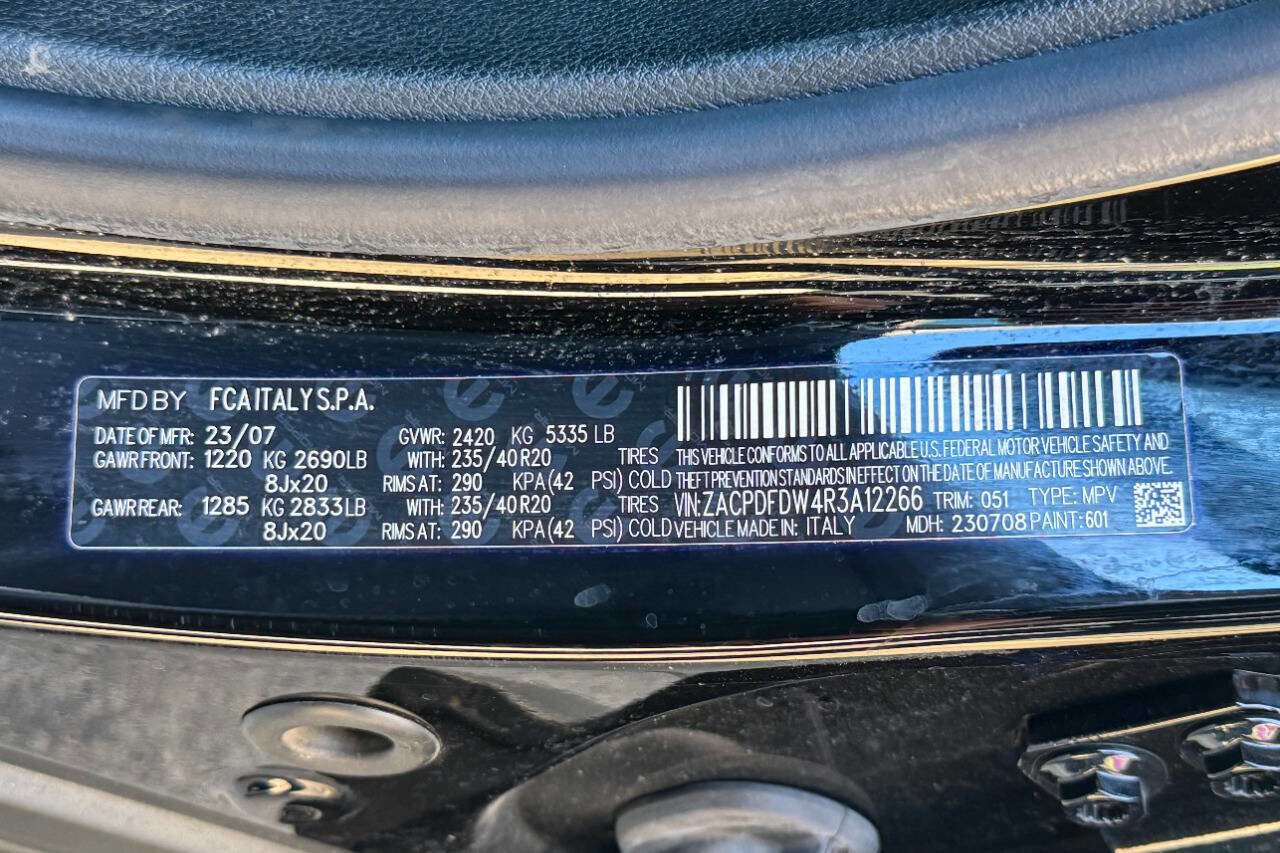 MFD BY FCA ITALY S.P.A.
DATE OF MFR: 23/07 GVWR: 2420 KG 5335 LB
GAWR FRONT: 1220 KG 2690LB WITH: 235/40R20 TIRES
8Jx20 RIMS AT: 290 KPA(42 PSI) COLD
GAWR REAR: 1285 KG 2833LB WITH: 235/40R20 TIRES
8Jx20 RIMS AT: 290 KPA(42 PSI) COLD
THIS VEHICLE CONFORMS TO ALL APPLICABLE U.S. FEDERAL MOTOR VEHICLE SAFETY AND
THEFT PREVENTION STANDARDS IN EFFECT ON THE DATE OF MANUFACTURE SHOWN ABOVE.
VIN: ZACPDFDW4R3A12266 TRIM: 051 TYPE: MPV
VEHICLE MADE IN: ITALY MDH: 230708 PAINT: 601